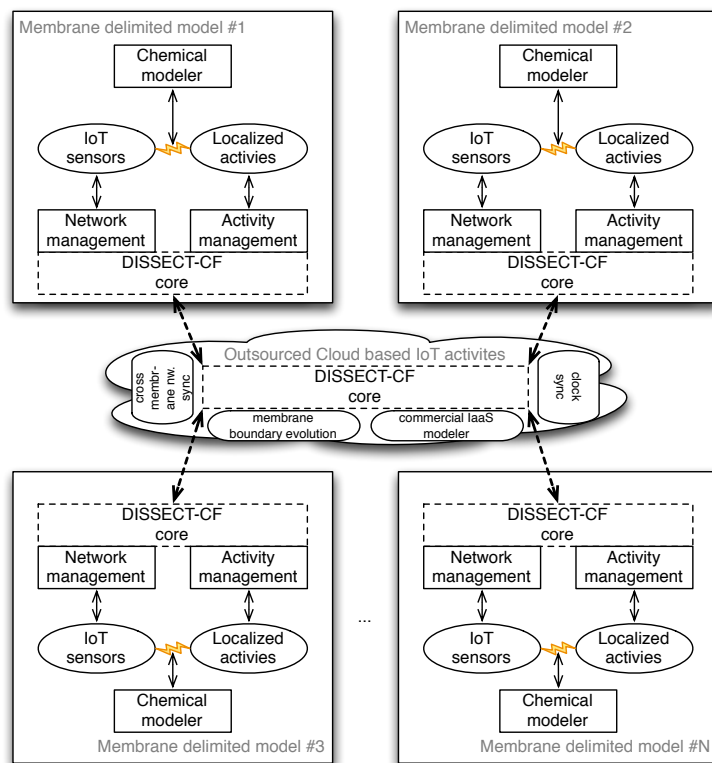 Membrane delimited model #1
Chemical
modeler
IoT
sensors
Localized
activies
Network
management
Activity
management
DISSECT-CF
core
Membrane delimited model #2
Chemical
modeler
IoT
sensors
Localized
activies
Network
management
Activity
management
DISSECT-CF
core
Outsourced Cloud based IoT activites
cross
membr-
ane nw.
sync
DISSECT-CF
core
clock
sync
membrane
boundary evolution
commercial IaaS
modeler
DISSECT-CF
core
Network
management
Activity
management
IoT
sensors
Localized
activies
Chemical
modeler
Membrane delimited model #3
...
DISSECT-CF
core
Network
management
Activity
management
IoT
sensors
Localized
activies
Chemical
modeler
Membrane delimited model #N